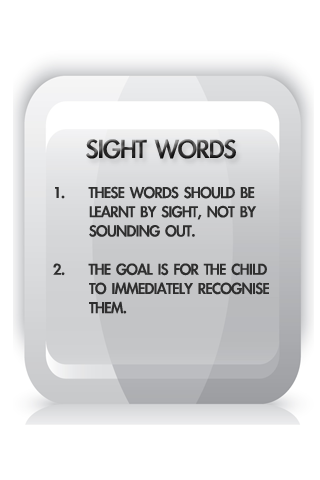 SIGHT WORDS
1. THESE WORDS SHOULD BE
LEARNT BY SIGHT, NOT BY
SOUNDING OUT.
2. THE GOAL IS FOR THE CHILD
TO IMMEDIATELY RECOGNISE
THEM.